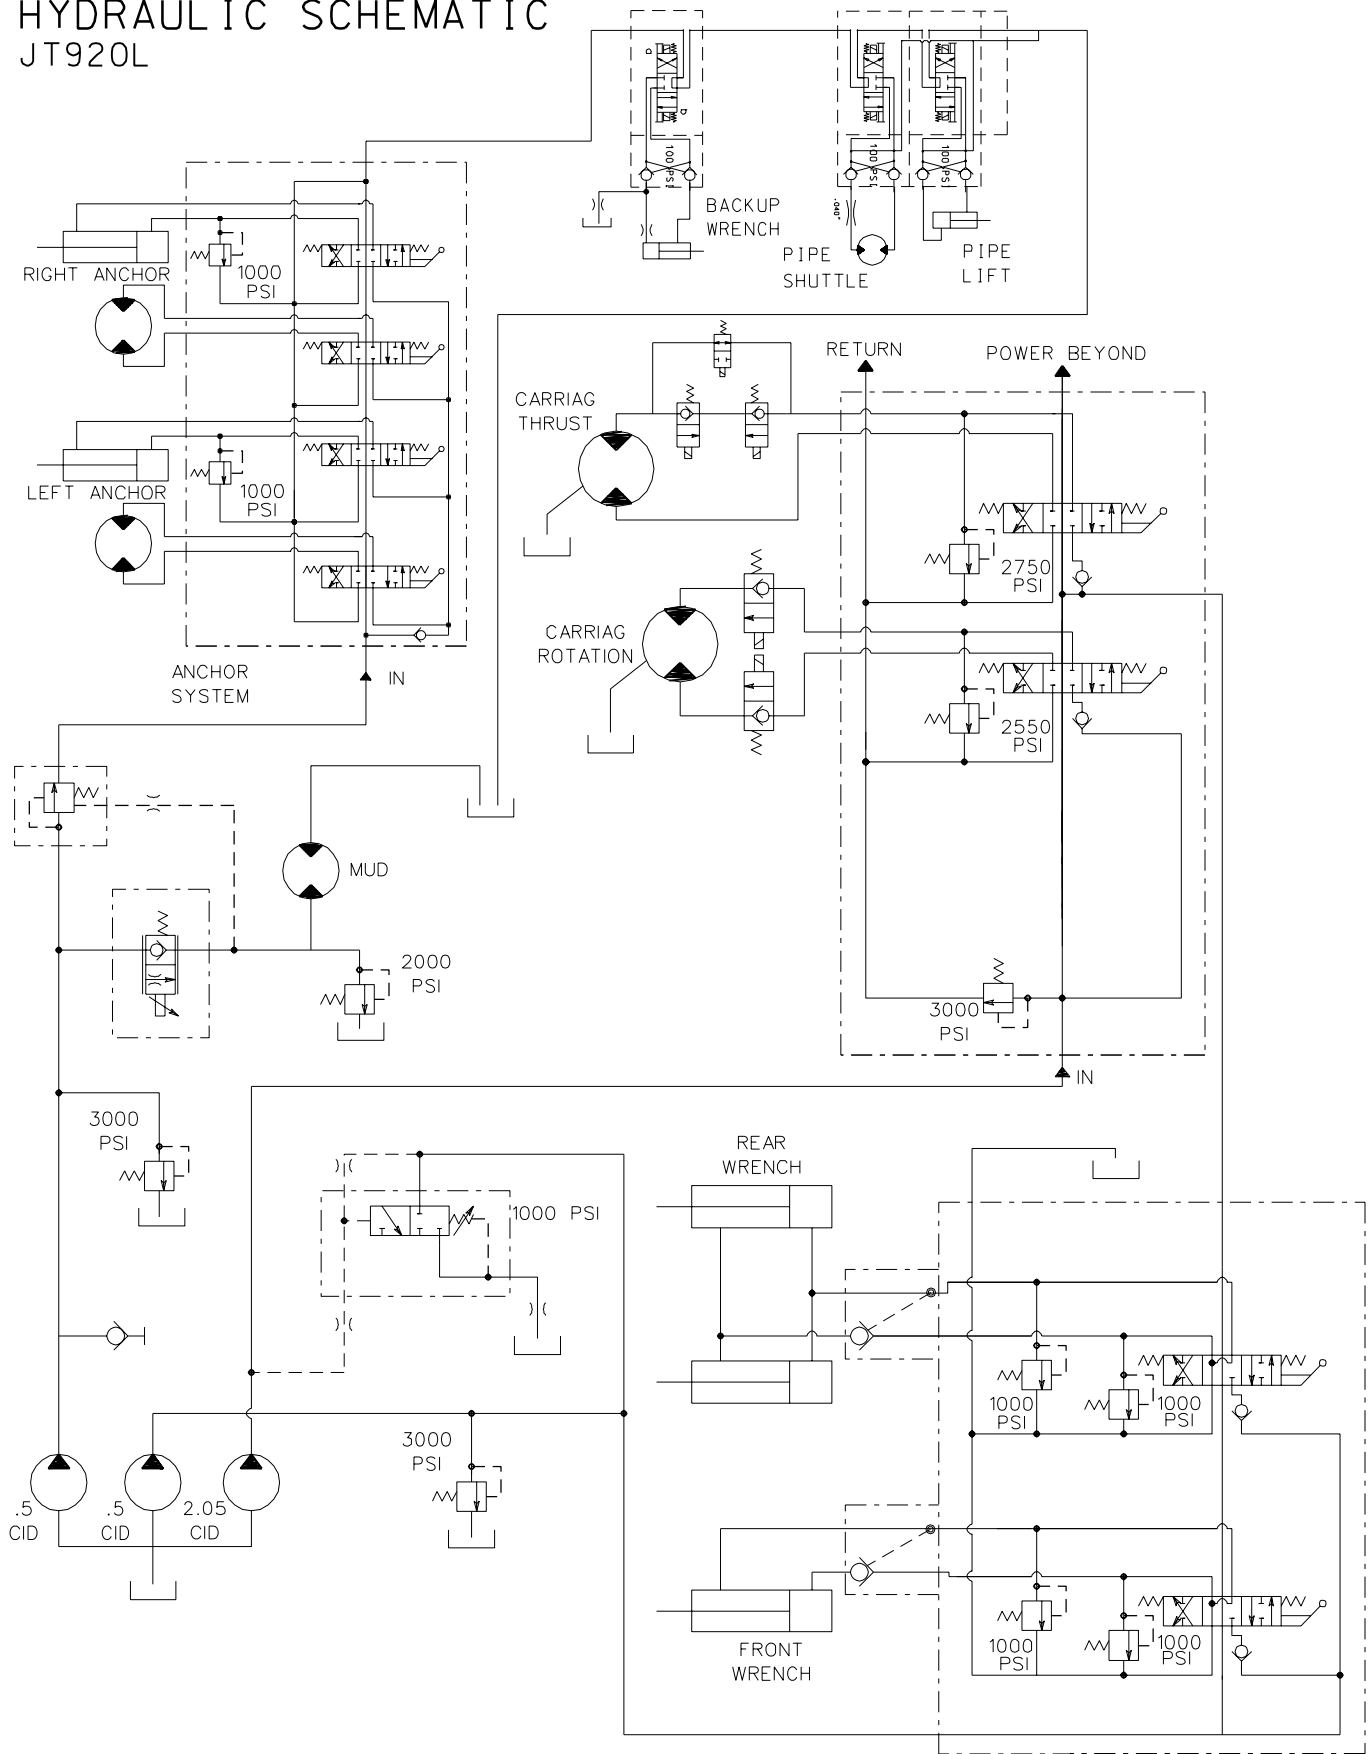 HYDRAULIC SCHEMATIC
JT920L
100 PSI
100 PSI
100 PSI
.040"
BACKUP
WRENCH
PIPE
SHUTTLE
PIPE
LIFT
RIGHT ANCHOR
1000
PSI
RETURN
POWER BEYOND
CARRIAG
THRUST
LEFT ANCHOR
1000
PSI
2750
PSI
CARRIAG
ROTATION
ANCHOR
SYSTEM
IN
2550
PSI
MUD
2000
PSI
3000
PSI
IN
3000
PSI
REAR
WRENCH
1000 PSI
1000
PSI
1000
PSI
3000
PSI
.5
CID
.5
CID
2.05
CID
1000
PSI
1000
PSI
FRONT
WRENCH